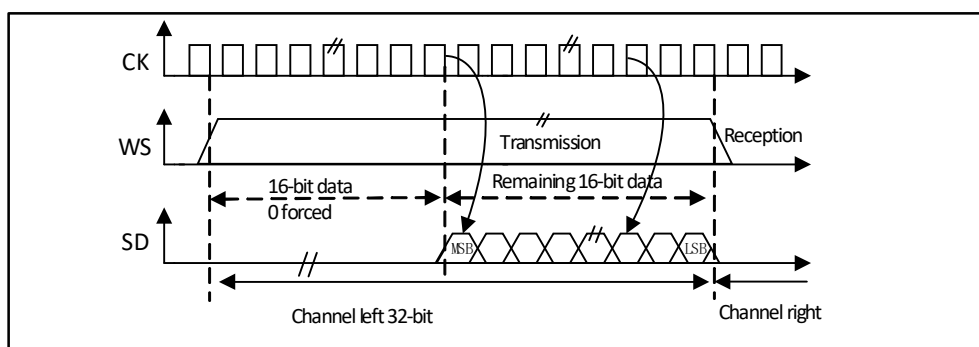 CK
WS
Transmission
Reception
16-bit data
0 forced
Remaining 16-bit data
SD
MSB
LSB
Channel left 32-bit
Channel right